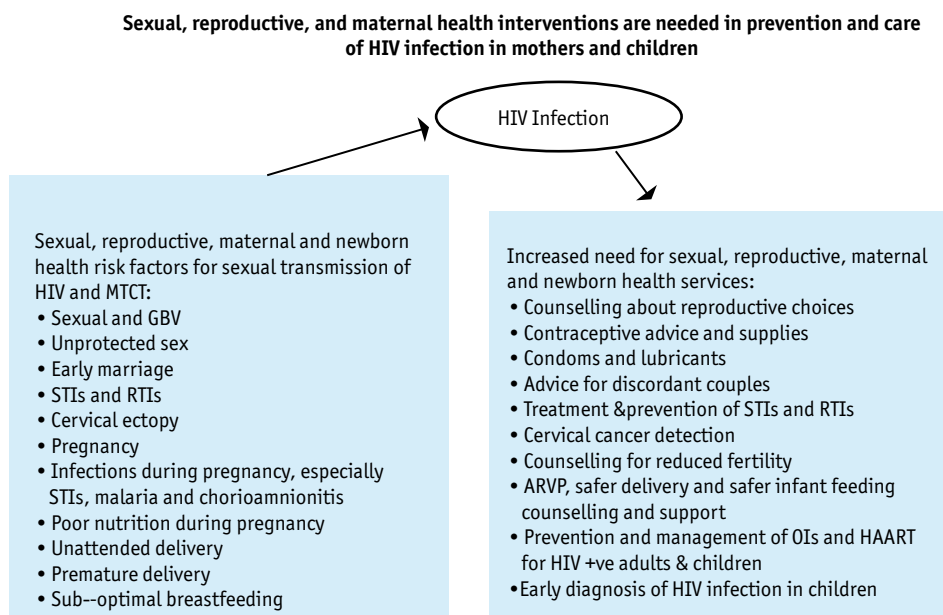 Sexual, reproductive, and maternal health interventions are needed in prevention and care
of HIV infection in mothers and children
HIV Infection
Sexual, reproductive, maternal and newborn
health risk factors for sexual transmission of
HIV and MTCT:
• Sexual and GBV
• Unprotected sex
• Early marriage
• STIs and RTIs
• Cervical ectopy
• Pregnancy
• Infections during pregnancy, especially
STIs, malaria and chorioamnionitis
• Poor nutrition during pregnancy
• Unattended delivery
• Premature delivery
• Sub--optimal breastfeeding
Increased need for sexual, reproductive, maternal
and newborn health services:
• Counselling about reproductive choices
• Contraceptive advice and supplies
• Condoms and lubricants
• Advice for discordant couples
• Treatment &prevention of STIs and RTIs
• Cervical cancer detection
• Counselling for reduced fertility
• ARVP, safer delivery and safer infant feeding
counselling and support
• Prevention and management of OIs and HAART
for HIV +ve adults & children
•Early diagnosis of HIV infection in children